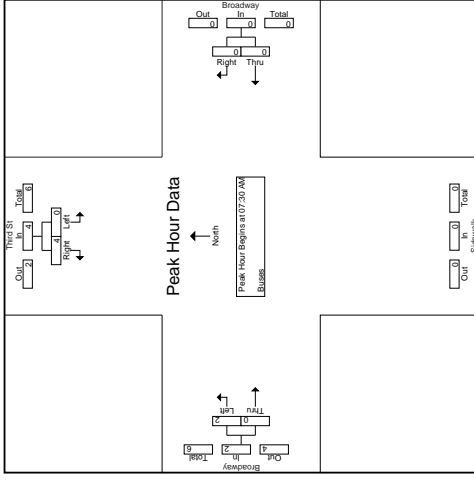 Broadway
Out In Total
0 0 0
0 0
Right Thru
Third St
Out In Total
2 4 6
4 0
Right Left
Peak Hour Data
North
Peak Hour Begins at 07:30 AM
Buses
0 0 0
Out In Total
Sidewalk
Left Thru
2 0
6 2 4
Total In Out
Broadway